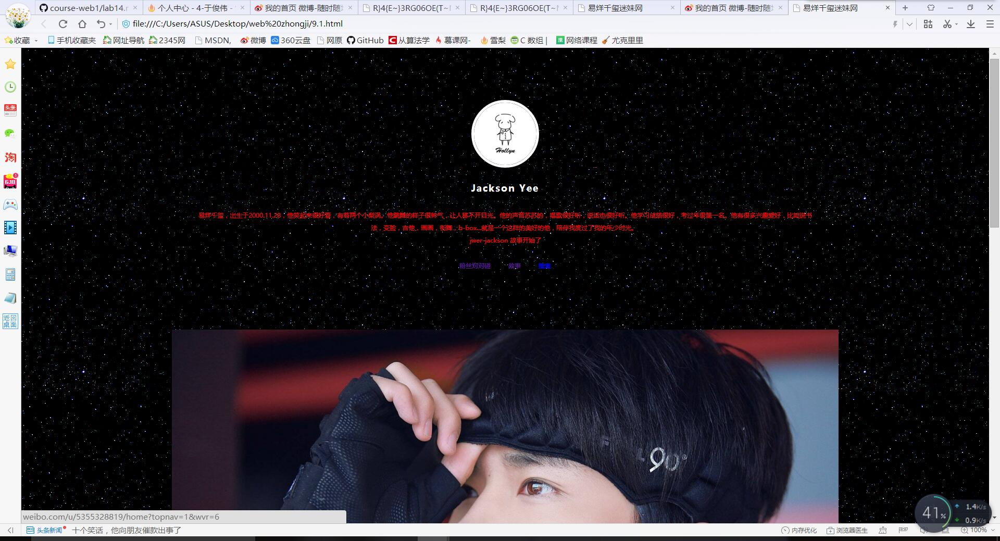 course-web1/lab14.r
个人中心 - 4-于俊伟 -
我的首页 微博-随时随
R}4{E~}3RG06OE(T~
R}4{E~}3RG06OE(T~
易烊千玺迷妹网
我的首页 微博-随时随
易烊千玺迷妹网
file:///C:/Users/ASUS/Desktop/web%20zhongji/9.1.html
收藏
手机收藏夹
网址导航
2345网
MSDN,
微博
360云盘
网原
GitHub
从算法学
慕课网-
雪梨
C 数组 |
网络课程
尤克里里
头条
淘
6.18
返回
桌面
Hollyn
Jackson Yee
易烊千玺，出生于2000.11.28，他笑起来很好看，有着两个小梨涡。他跳舞的样子很帅气，让人移不开目光。他的声音苏苏的，唱歌很好听，说话也很好听。他学习成绩很好，考过年级第一名。他有很多兴趣爱好，比如说书
法，变脸，吉他，画画，街舞，b-box...就是一个这样的美好的他，陪伴我度过了我的年少时光。
jwer-jackson 故事开始了
粉丝对对碰
故事
90
weibo.com/u/5355328819/home?topnav=1&wvr=6
41%
1.4K/s
0.9K/s
头条新闻
十个笑话，他向朋友催款出事了
内存优化
浏览器医生
100%